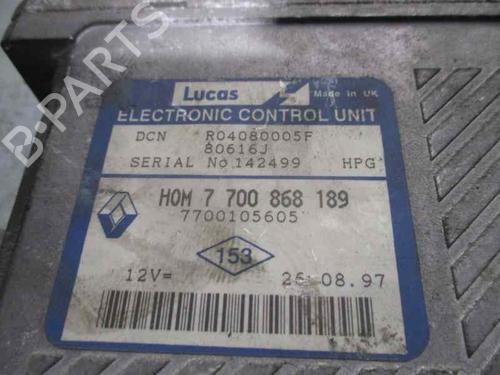 B-PARTS
Lucas
Made in UK
ELECTRONIC CONTROL UNIT
DCN R04080005F
80616J
SERIAL No.142499 HPG
HOM 7 700 868 189
7700105605
153
12V= 26.08.97